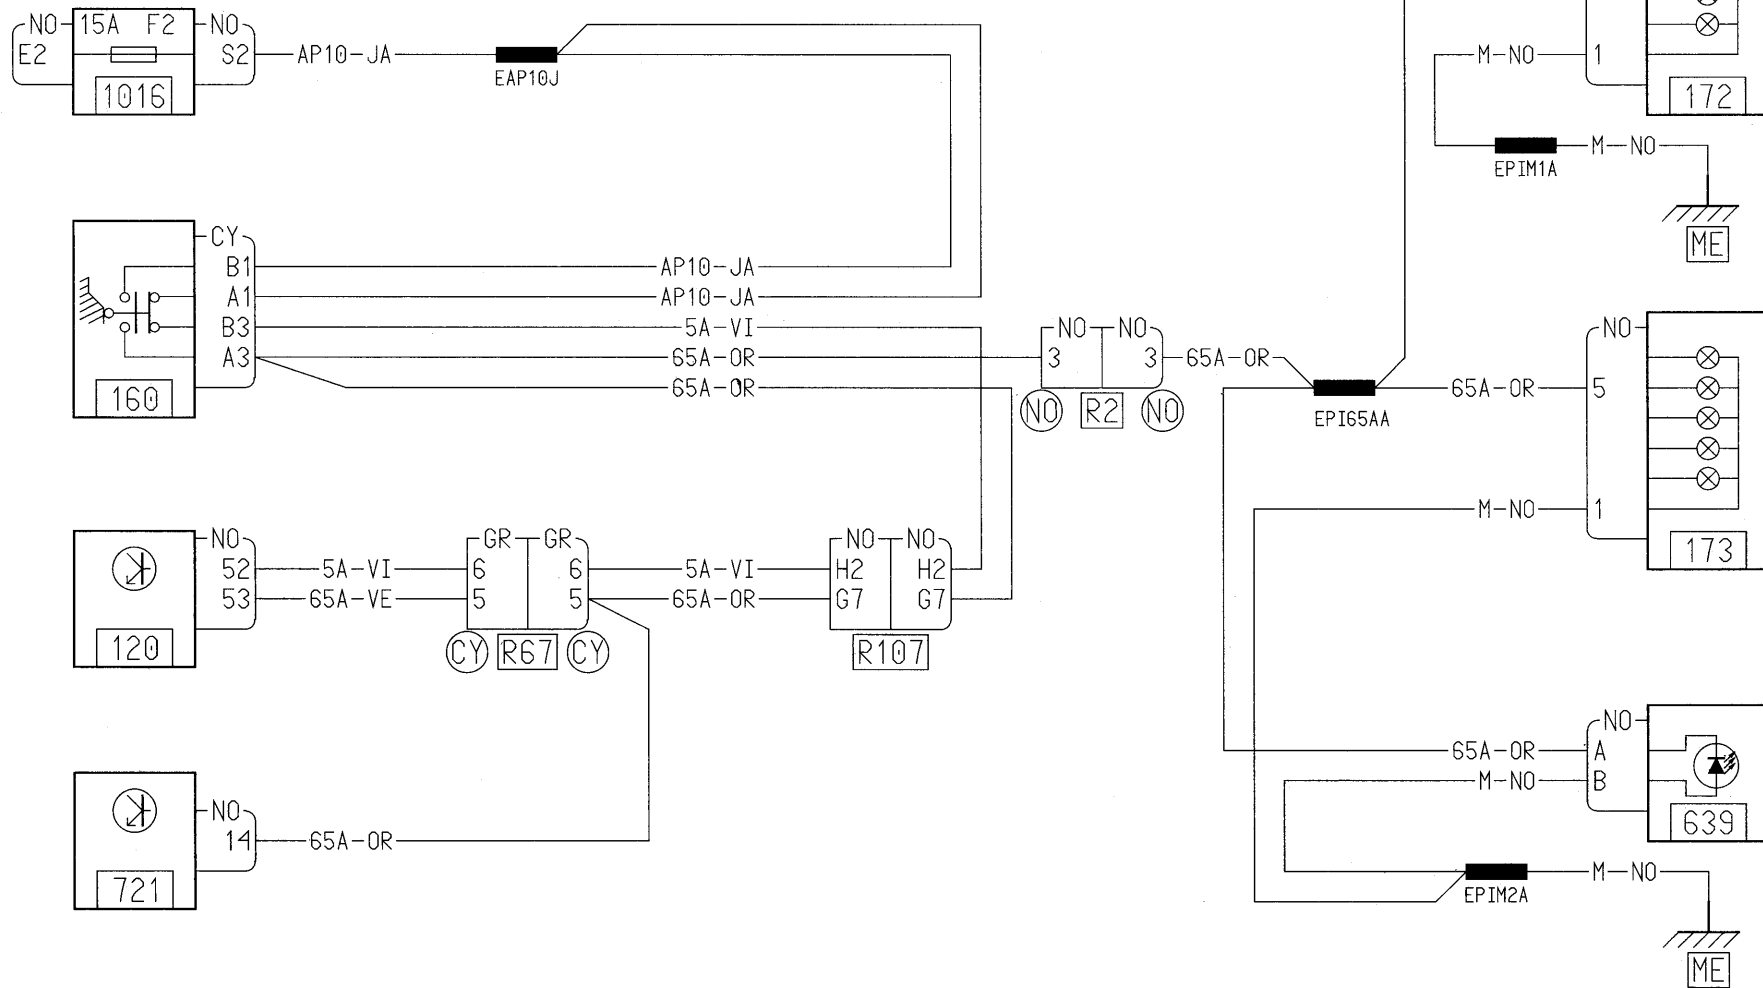 NO 15A F2 NO
E2 S2 AP10-JA
EAP10J
1016
M-NO 1
172
EPIM1A M-NO
ME
CY
B1 AP10-JA
A1 AP10-JA
B3 5A-VI
A3 65A-OR
65A-OR
160
NO NO
3 3 65A-OR
NO R2 NO
EPI65AA
NO
65A-OR 5
M-NO 1
173
NO GR GR NO NO
52 5A-VI 6 6 5A-VI H2 H2
53 65A-VE 5 5 65A-OR G7 G7
120 CY R67 CY R107
NO
65A-OR A
M-NO B
639
NO
14 65A-OR
721
EPIM2A M-NO
ME